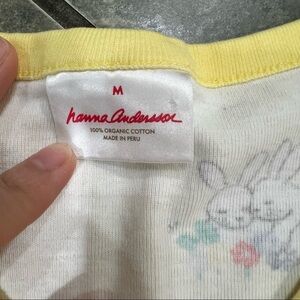 M
hanna andersson
100% ORGANIC COTTON
MADE IN PERU